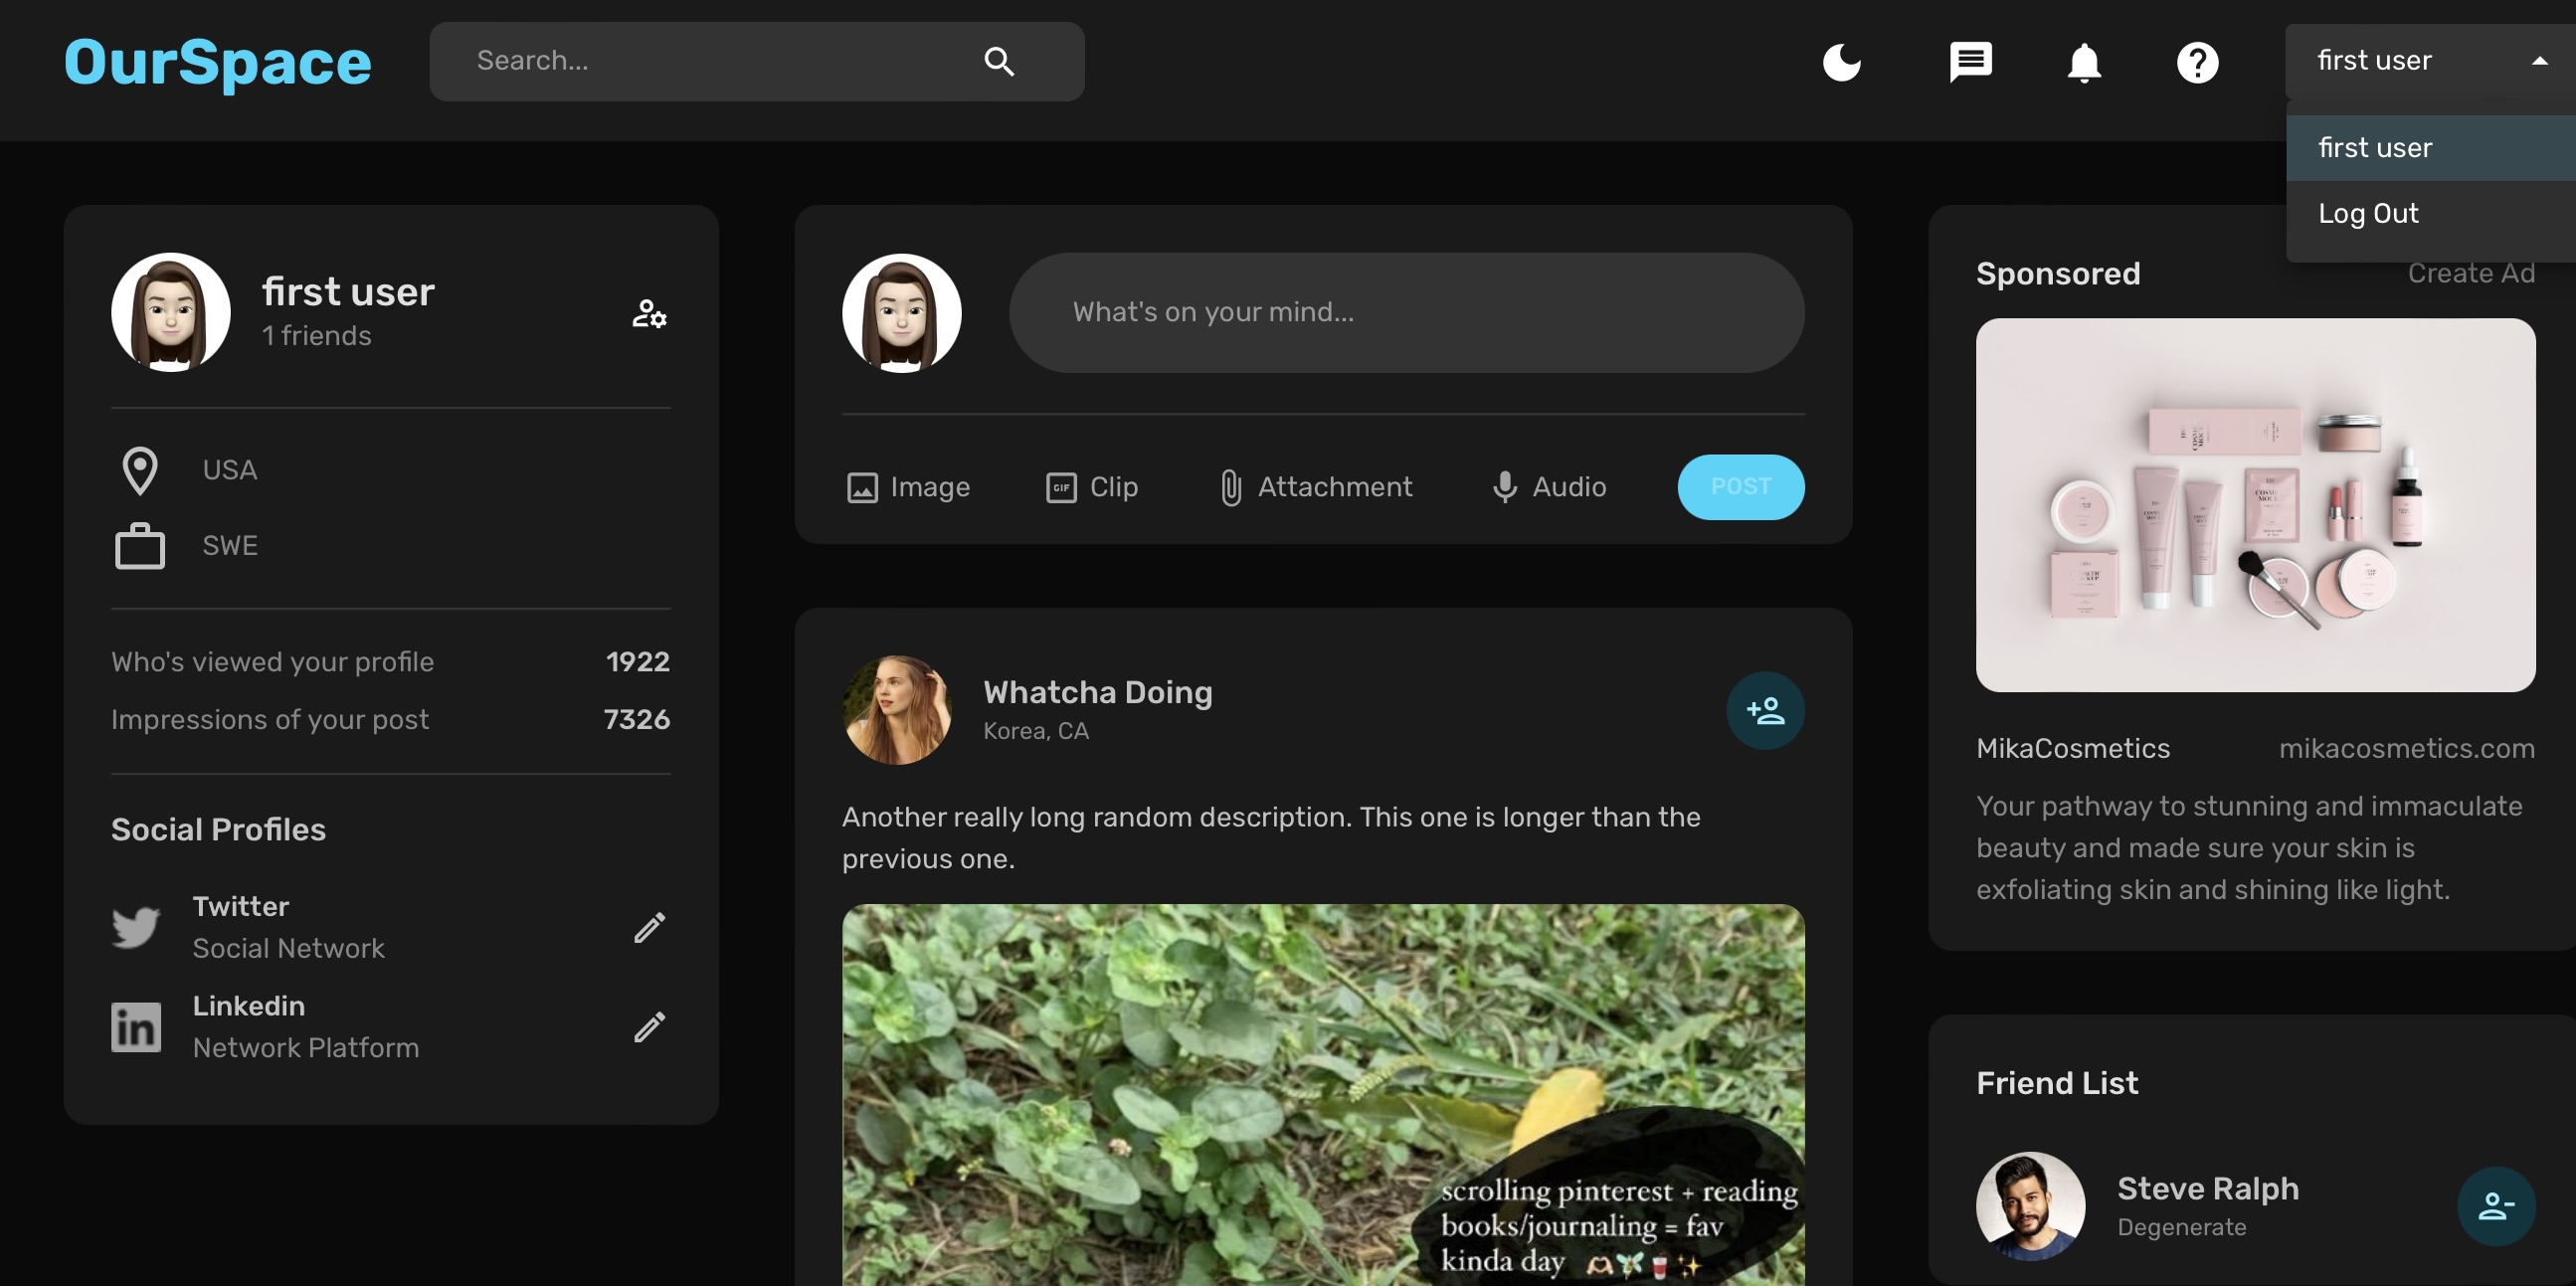 OurSpace
Search...
first user
first user
Log Out
first user
1 friends
USA
SWE
Who's viewed your profile 1922
Impressions of your post 7326
Social Profiles
Twitter
Social Network
Linkedin
Network Platform
What's on your mind...
Image GIF Clip Attachment Audio POST
Whatcha Doing
Korea, CA
Another really long random description. This one is longer than the
previous one.
scrolling pinterest + reading
books/journaling = fav
kinda day 🫶🦋🥤✨
Sponsored Create Ad
MikaCosmetics mikacosmetics.com
Your pathway to stunning and immaculate
beauty and made sure your skin is
exfoliating skin and shining like light.
Friend List
Steve Ralph
Degenerate